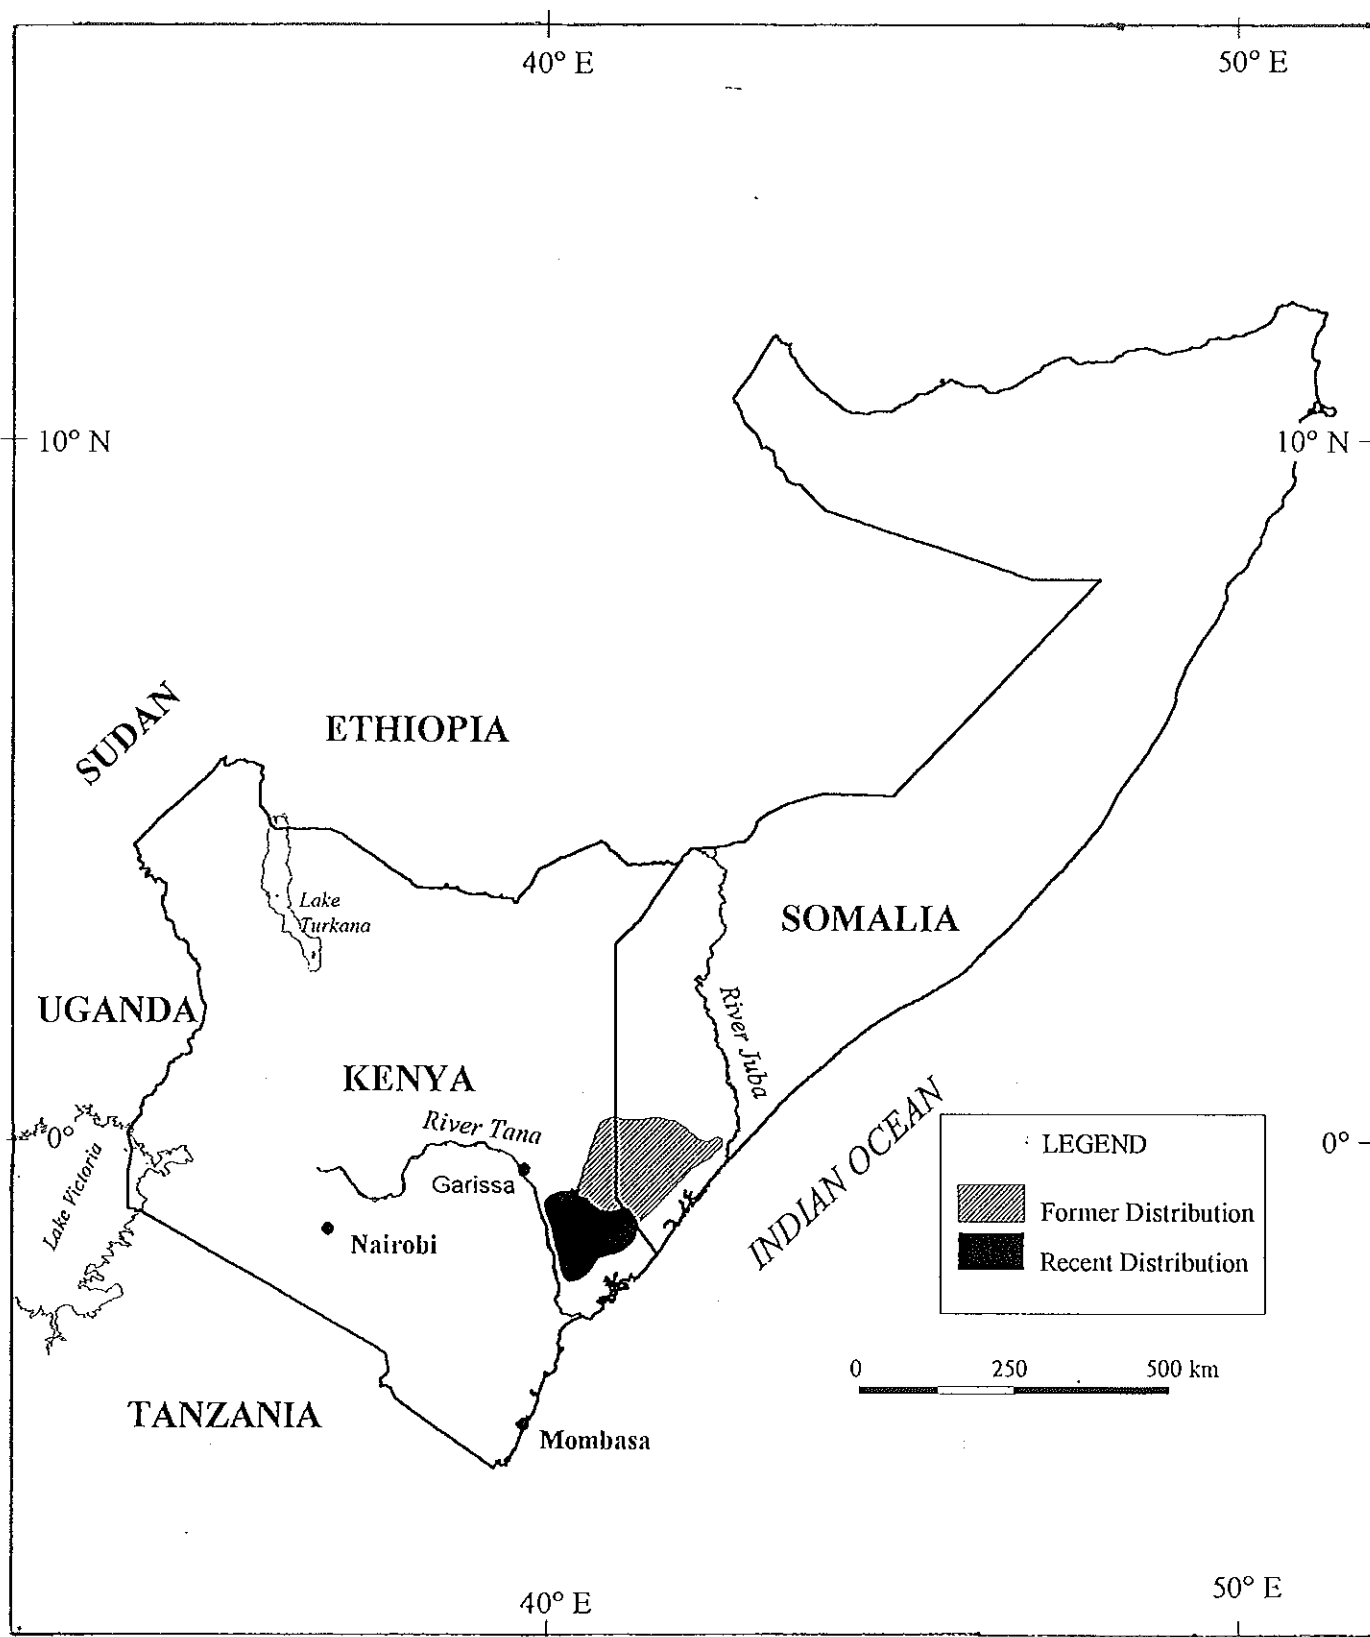 40° E
50° E
10° N
10° N
SUDAN
ETHIOPIA
Lake
Turkana
SOMALIA
UGANDA
River Juba
KENYA
River Tana
0°
Lake Victoria
Garissa
Nairobi
INDIAN OCEAN
LEGEND
0°
Former Distribution
Recent Distribution
0 250 500 km
TANZANIA
Mombasa
40° E
50° E